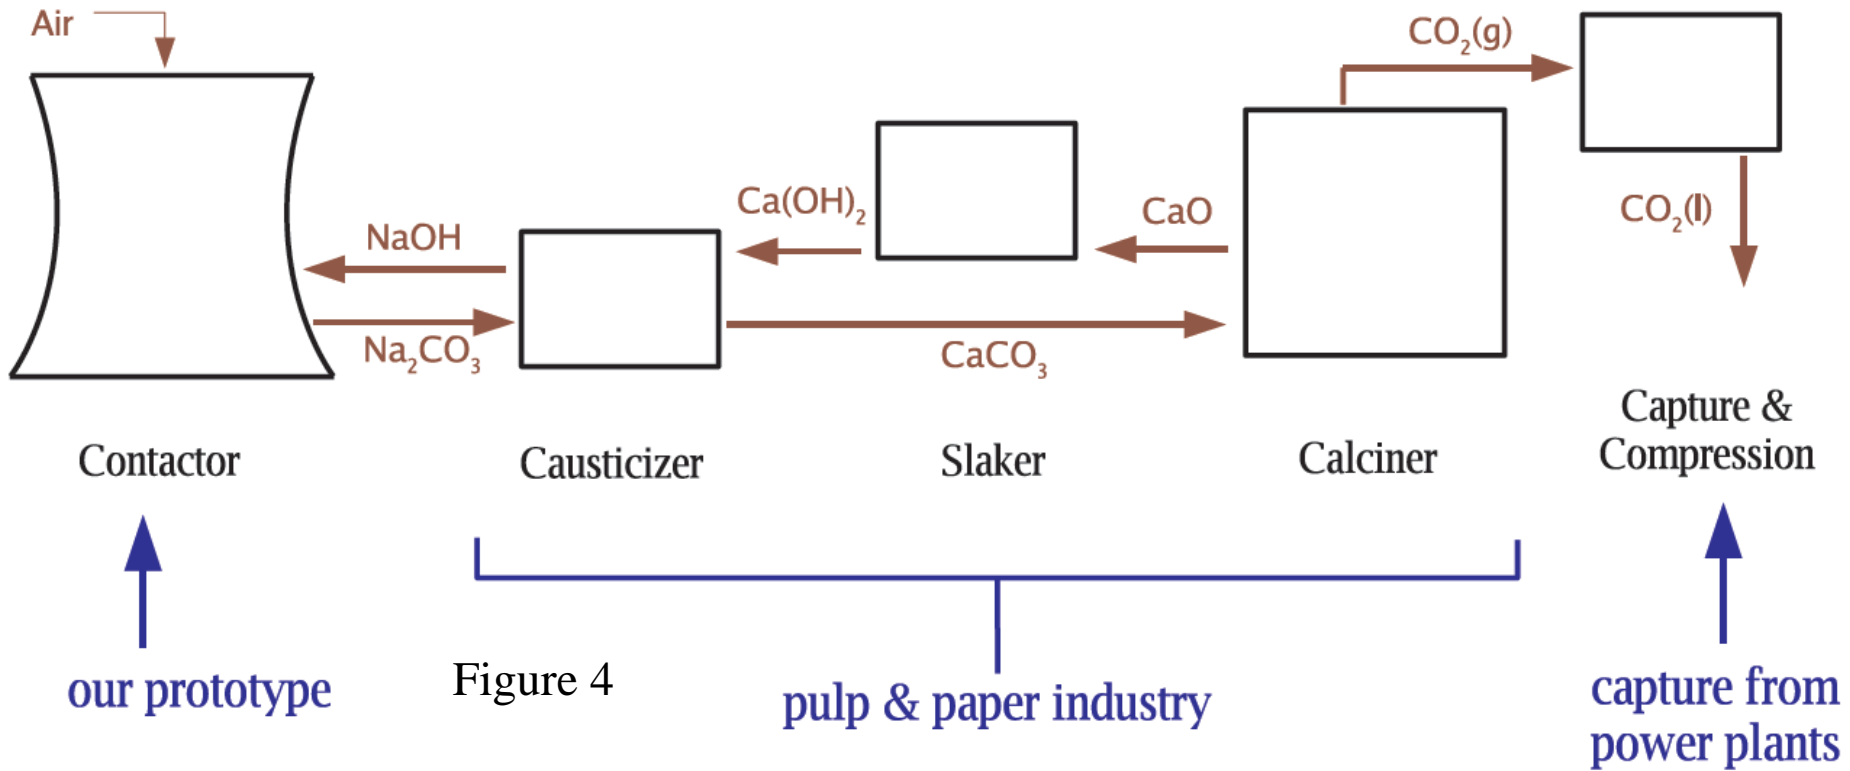 Air
CO₂(g)
Ca(OH)₂
CaO
CO₂(l)
NaOH
Na₂CO₃
CaCO₃
Contactor
Causticizer
Slaker
Calciner
Capture &
Compression
our prototype
Figure 4
pulp & paper industry
capture from
power plants